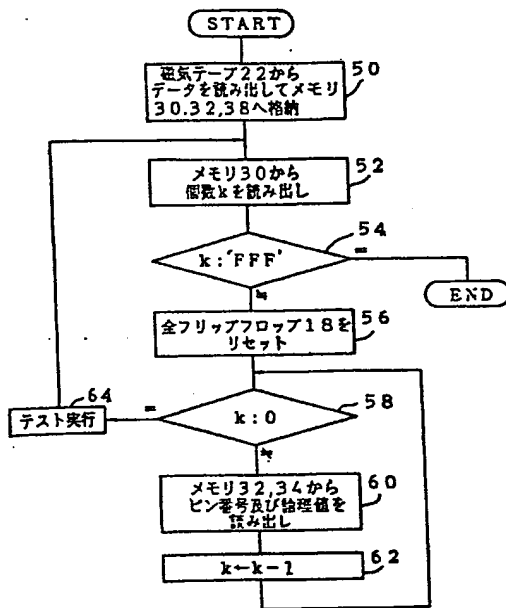 START
磁気テープ22から
データを読み出してメモリ
30.32,38へ格納
50
メモリ30から
個数kを読み出し
52
k:'FFF'
54
=
END
≒
全フリップフロップ18を
リセット
56
k:0
58
=
64
テスト実行
≒
メモリ32,34から
ピン番号及び論理値を
読み出し
60
k←k-1
62